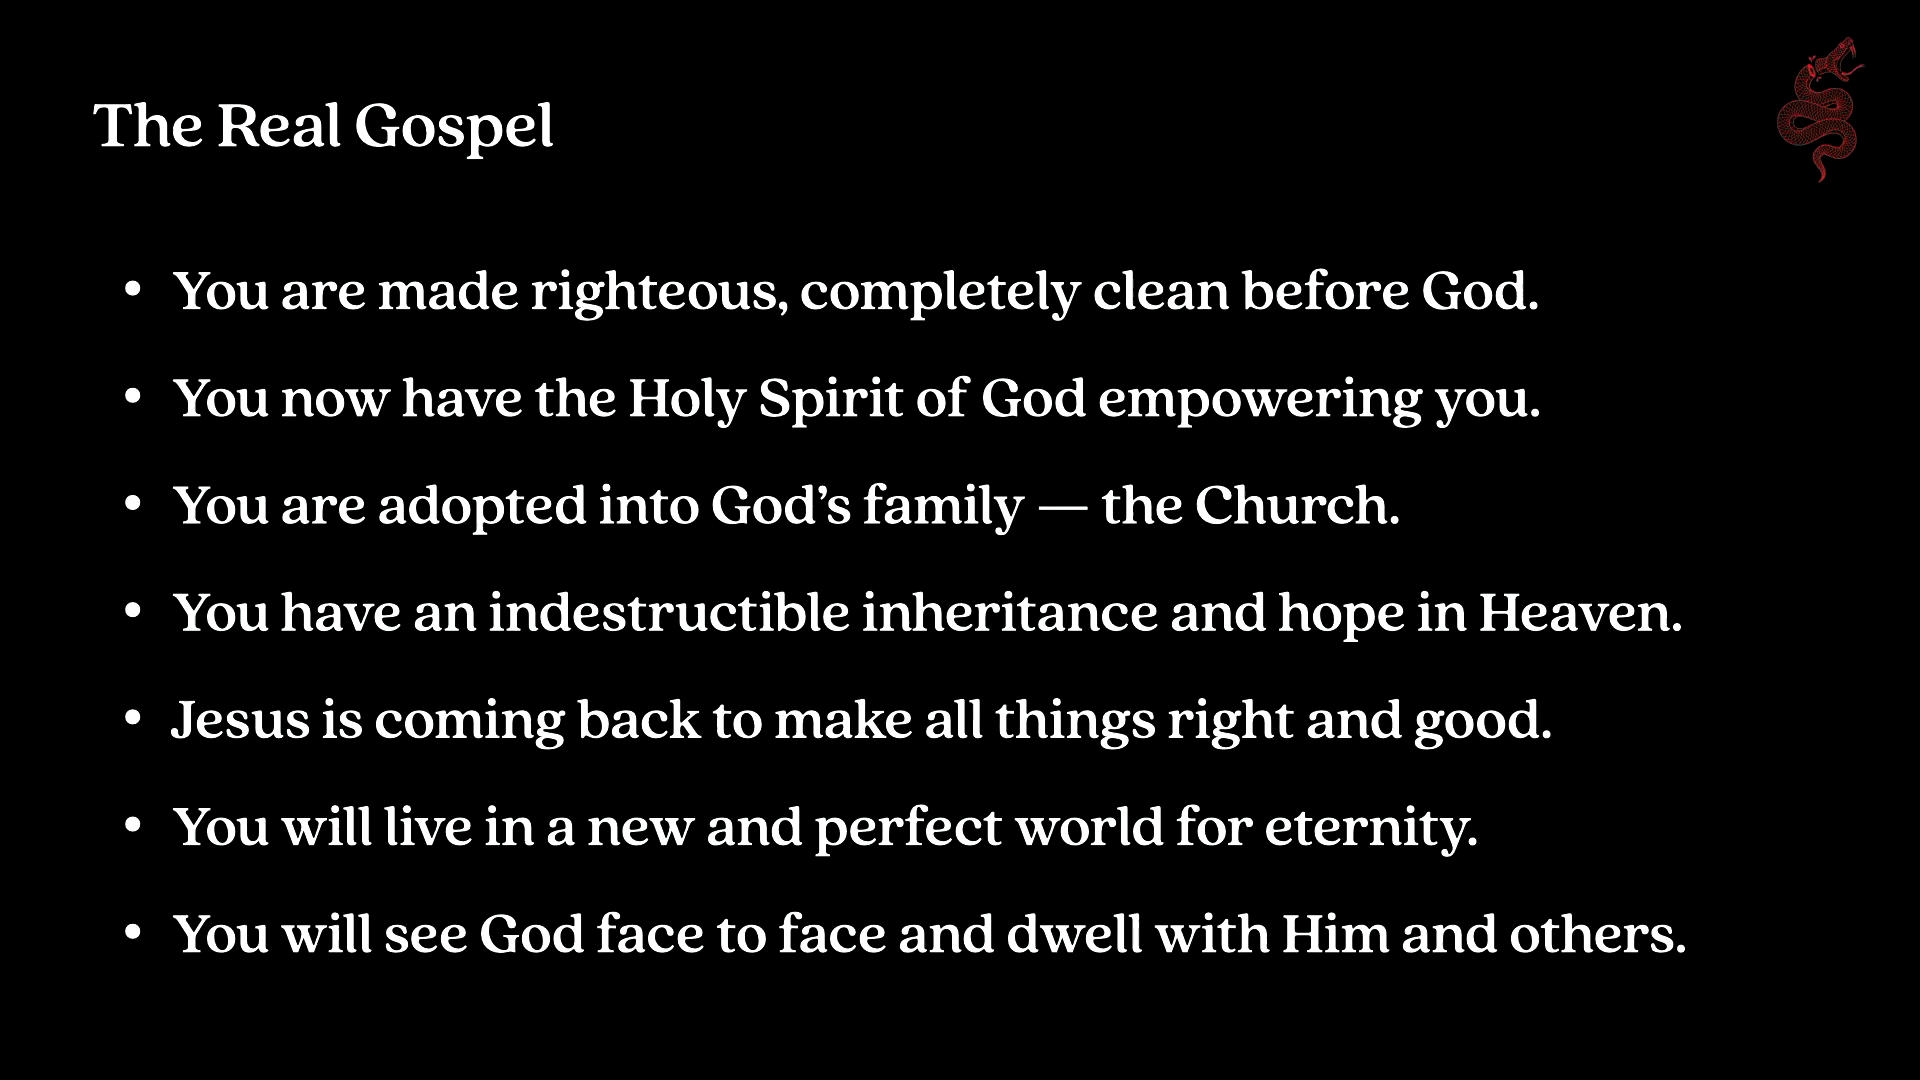 The Real Gospel
• You are made righteous, completely clean before God.
• You now have the Holy Spirit of God empowering you.
• You are adopted into God’s family — the Church.
• You have an indestructible inheritance and hope in Heaven.
• Jesus is coming back to make all things right and good.
• You will live in a new and perfect world for eternity.
• You will see God face to face and dwell with Him and others.